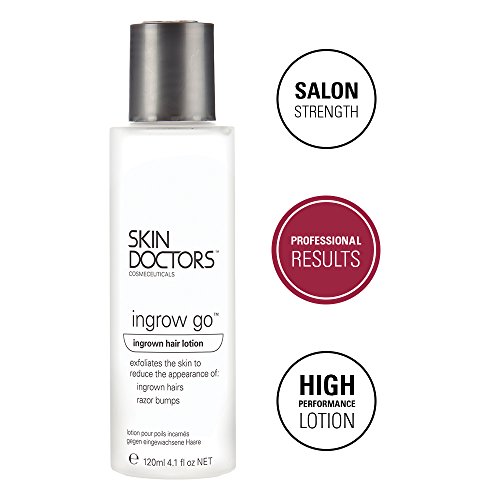 SKIN
DOCTORS™
COSMECEUTICALS
ingrow go™
ingrown hair lotion
exfoliates the skin to
reduce the appearance of:
ingrown hairs
razor bumps
lotion pour poils incarnés
gegen eingewachsene Haare
℮ 120ml 4.1 fl oz NET
SALON
STRENGTH
PROFESSIONAL
RESULTS
HIGH
PERFORMANCE
LOTION